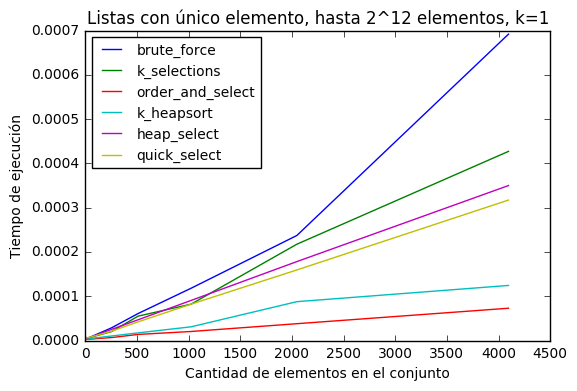 Listas con único elemento, hasta 2^12 elementos, k=1
0.0007
0.0006
0.0005
0.0004
0.0003
0.0002
0.0001
0.0000
Tiempo de ejecución
brute_force
k_selections
order_and_select
k_heapsort
heap_select
quick_select
0 500 1000 1500 2000 2500 3000 3500 4000 4500
Cantidad de elementos en el conjunto